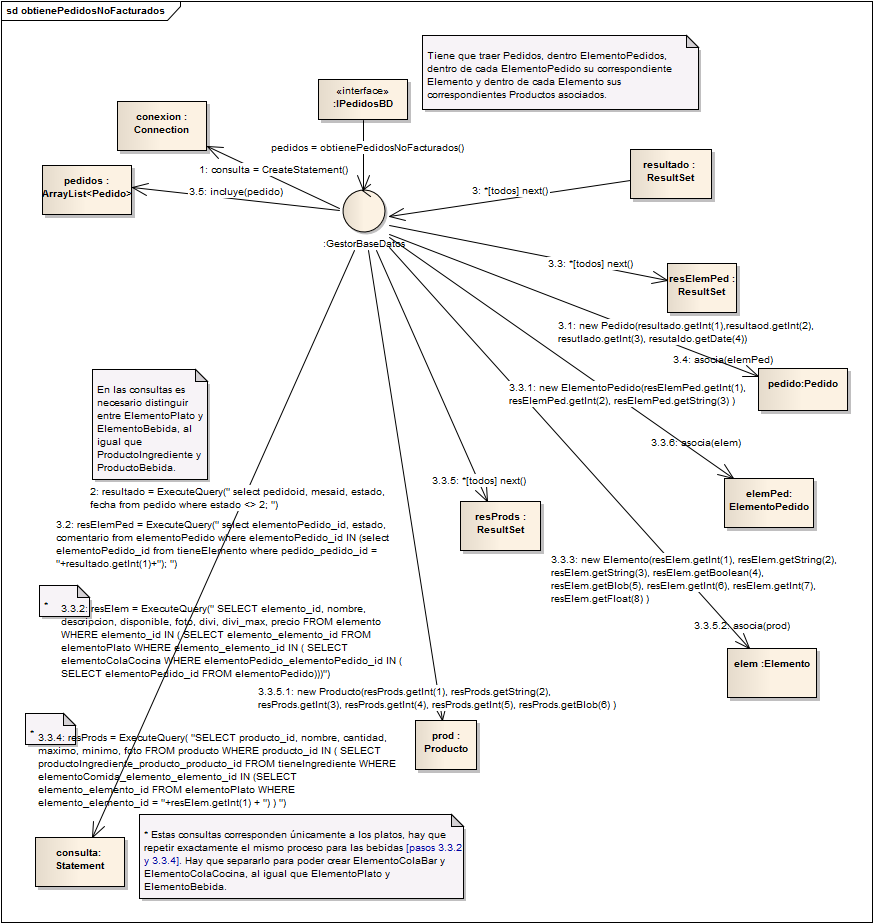 sd obtienePedidosNoFacturados
Tiene que traer Pedidos, dentro ElementoPedidos,
dentro de cada ElementoPedido su correspondiente
Elemento y dentro de cada Elemento sus
correspondientes Productos asociados.
«interface»
:IPedidosBD
conexion :
Connection
pedidos = obtienePedidosNoFacturados()
1: consulta = CreateStatement()
resultado :
ResultSet
pedidos :
ArrayList<Pedido>
3.5: incluye(pedido)
3: *[todos] next()
:GestorBaseDatos
3.3: *[todos] next()
resElemPed :
ResultSet
3.1: new Pedido(resultado.getInt(1),resultaod.getInt(2),
resutlado.getInt(3), resutaldo.getDate(4))
3.4: asocia(elemPed)
pedido:Pedido
En las consultas es
necesario distinguir
entre ElementoPlato y
ElementoBebida, al
igual que
ProductoIngrediente y
ProductoBebida.
3.3.1: new ElementoPedido(resElemPed.getInt(1),
resElemPed.getInt(2), resElemPed.getString(3) )
3.3.6: asocia(elem)
3.3.5: *[todos] next()
elemPed:
ElementoPedido
2: resultado = ExecuteQuery(" select pedidoid, mesaid, estado,
fecha from pedido where estado <> 2; ")
resProds :
ResultSet
3.2: resElemPed = ExecuteQuery(" select elementoPedido_id, estado,
comentario from elementoPedido where elementoPedido_id IN (select
elementoPedido_id from tieneElemento where pedido_pedido_id =
"+resultado.getInt(1)+"); ")
3.3.3: new Elemento(resElem.getInt(1), resElem.getString(2),
resElem.getString(3), resElem.getBoolean(4),
resElem.getBlob(5), resElem.getInt(6), resElem.getInt(7),
resElem.getFloat(8) )
*
3.3.2: resElem = ExecuteQuery(" SELECT elemento_id, nombre,
descripcion, disponible, foto, divi, divi_max, precio FROM elemento
WHERE elemento_id IN ( SELECT elemento_elemento_id FROM
elementoPlato WHERE elemento_elemento_id IN ( SELECT
elementoColaCocina WHERE elementoPedido_elementoPedido_id IN (
SELECT elementoPedido_id FROM elementoPedido)))")
3.3.5.2: asocia(prod)
elem :Elemento
3.3.5.1: new Producto(resProds.getInt(1), resProds.getString(2),
resProds.getInt(3), resProds.getInt(4), resProds.getInt(5), resProds.getBlob(6) )
prod :
Producto
*
3.3.4: resProds = ExecuteQuery( "SELECT producto_id, nombre, cantidad,
maximo, minimo, foto FROM producto WHERE producto_id IN ( SELECT
productoIngrediente_producto_producto_id FROM tieneIngrediente WHERE
elementoComida_elemento_elemento_id IN (SELECT
elemento_elemento_id FROM elementoPlato WHERE
elemento_elemento_id = "+resElem.getInt(1) + ") ) ")
consulta:
Statement
* Estas consultas corresponden únicamente a los platos, hay que
repetir exactamente el mismo proceso para las bebidas [pasos 3.3.2
y 3.3.4]. Hay que separarlo para poder crear ElementoColaBar y
ElementoColaCocina, al igual que ElementoPlato y
ElementoBebida.